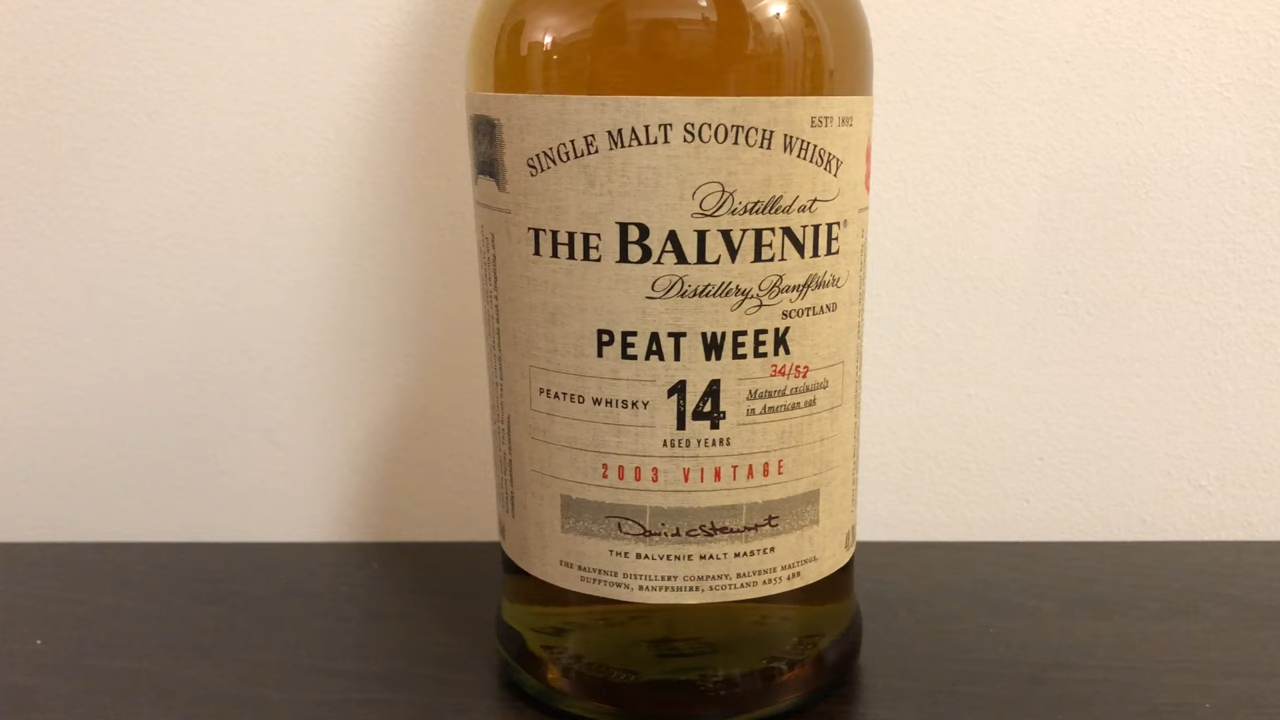 ESTD 1892
SINGLE MALT SCOTCH WHISKY
Distilled at
THE BALVENIE®
Distillery, Banffshire
SCOTLAND
PEAT WEEK
34/52
PEATED WHISKY
14
AGED YEARS
Matured exclusively
in American oak
2003 VINTAGE
David C Stewart
THE BALVENIE MALT MASTER
THE BALVENIE DISTILLERY COMPANY, BALVENIE MALTINGS,
DUFFTOWN, BANFFSHIRE, SCOTLAND AB55 4BB